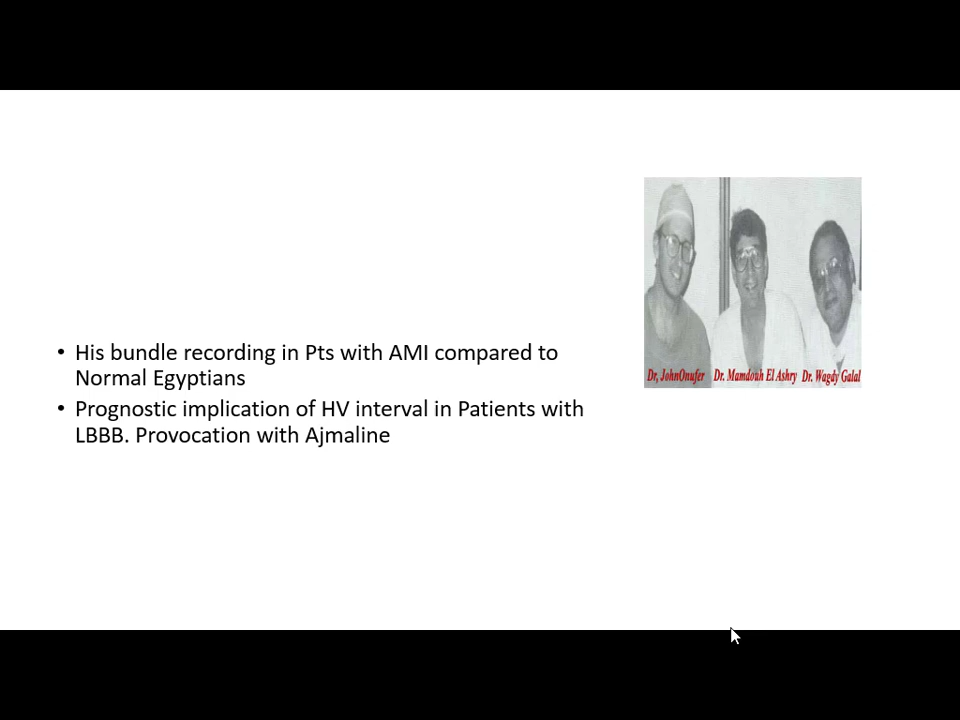 • His bundle recording in Pts with AMI compared to
Normal Egyptians
• Prognostic implication of HV interval in Patients with
LBBB. Provocation with Ajmaline
Dr, JohnOnufer Dr. Mamdouh El Ashry Dr. Wagdy Galal